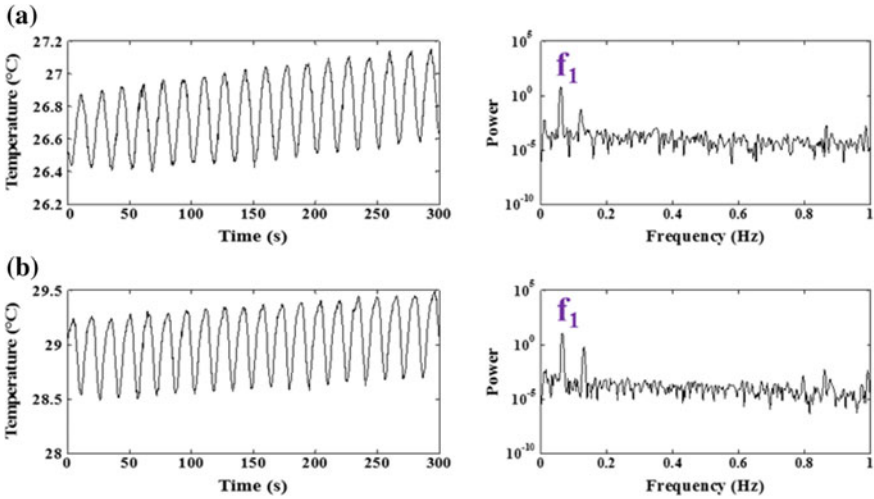 (a)
27.2
27
26.8
26.6
26.4
26.2
Temperature (°C)
0 50 100 150 200 250 300
Time (s)
10^5
10^0
10^-5
10^-10
Power
f1
0 0.2 0.4 0.6 0.8 1
Frequency (Hz)
(b)
29.5
29
28.5
28
Temperature (°C)
0 50 100 150 200 250 300
Time (s)
10^5
10^0
10^-5
10^-10
Power
f1
0 0.2 0.4 0.6 0.8 1
Frequency (Hz)